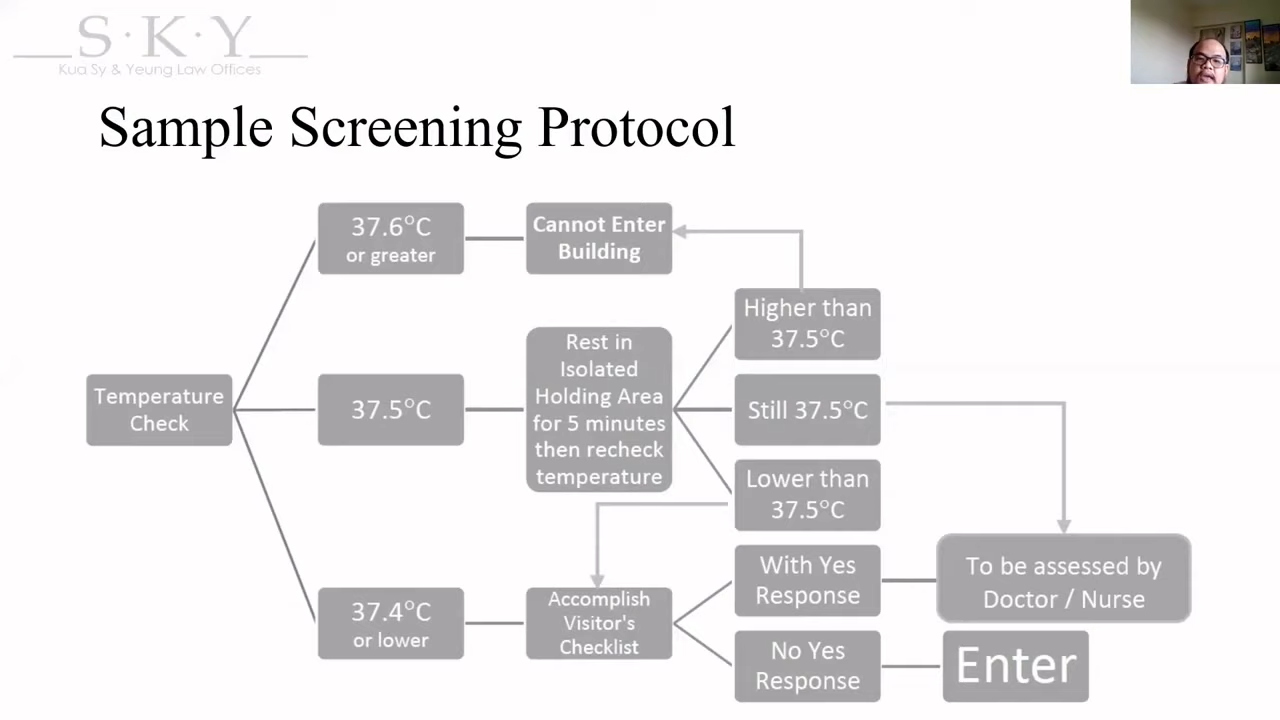 S·K·Y
Kua Sy & Yeung Law Offices
Sample Screening Protocol
37.6°C
or greater
Cannot Enter
Building
Higher than
37.5°C
Temperature
Check
37.5°C
Rest in
Isolated
Holding Area
for 5 minutes
then recheck
temperature
Still 37.5°C
Lower than
37.5°C
37.4°C
or lower
Accomplish
Visitor's
Checklist
With Yes
Response
To be assessed by
Doctor / Nurse
No Yes
Response
Enter